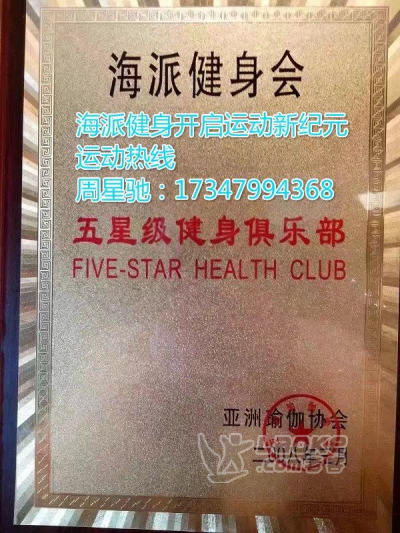 海派健身会
海派健身开启运动新纪元
运动热线
周星驰：17347994368
五星级健身俱乐部
FIVE-STAR HEALTH CLUB
亚洲瑜伽协会